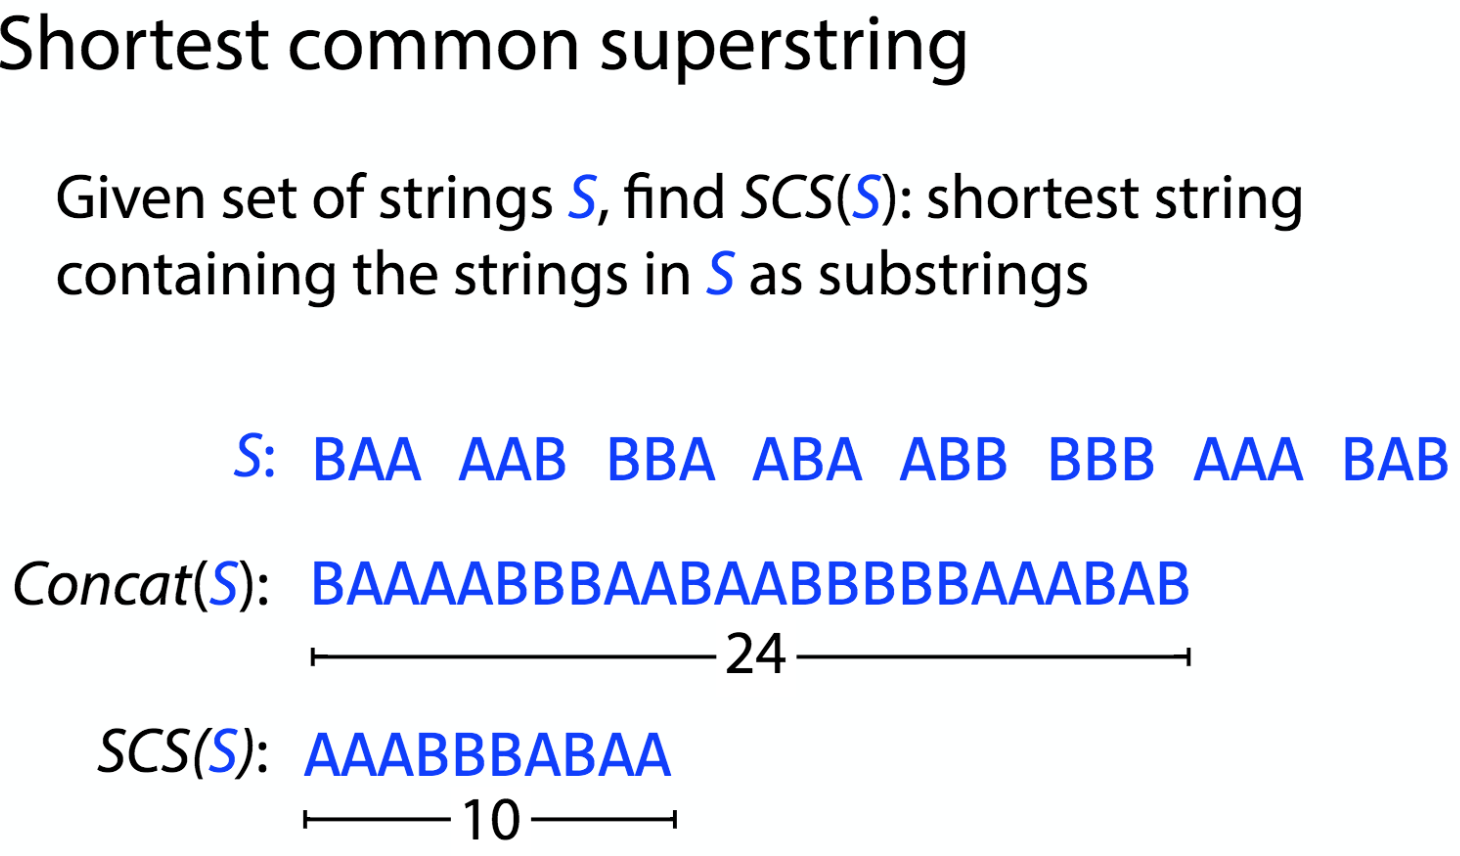 Shortest common superstring
Given set of strings S, find SCS(S): shortest string
containing the strings in S as substrings
S: BAA AAB BBA ABA ABB BBB AAA BAB
Concat(S): BAAAABBBAABAABBBBBAAABAB
24
SCS(S): AAABBBABAA
10